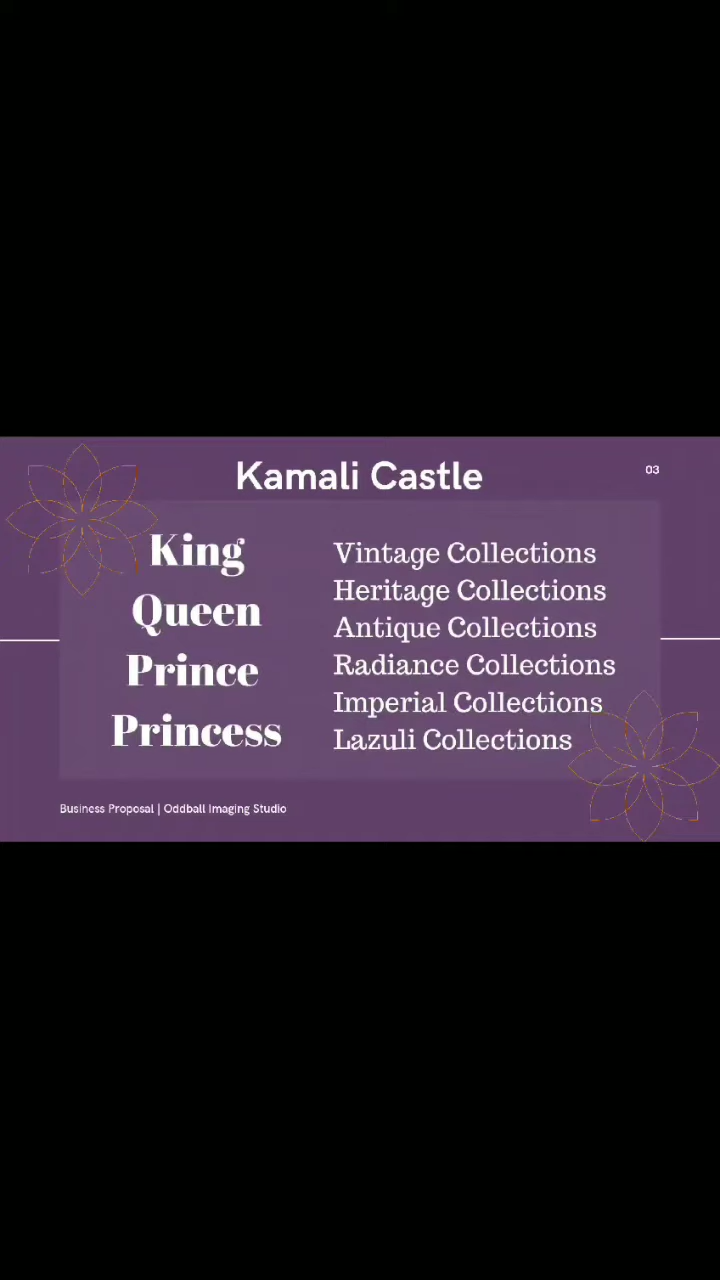 Kamali Castle
03
King
Queen
Prince
Princess
Vintage Collections
Heritage Collections
Antique Collections
Radiance Collections
Imperial Collections
Lazuli Collections
Business Proposal | Oddball Imaging Studio